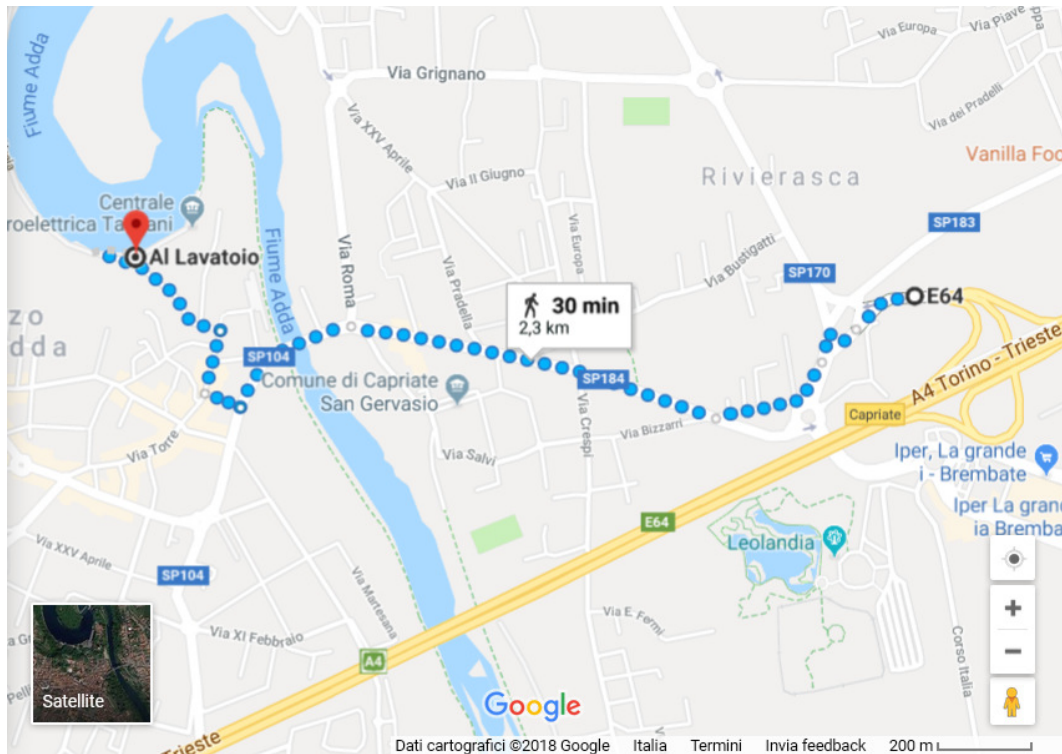 Fiume Adda
Via Grignano
Via Europa
Via Piave
Via dei Pradelli
Via XXV Aprile
Via II Giugno
Rivierasca
Vanilla Foo
Centrale
roelettrica Ta
ani
Al Lavatoio
Fiume Adda
Via Roma
Via Pradella
Via Europa
Via Bustigatti
SP183
SP170
E64
30 min
2,3 km
zo
dda
SP104
SP184
Comune di Capriate
San Gervasio
A4 Torino - Trieste
Capriate
Via Torre
Via Salvi
Via Bizzarri
Via Crespi
Iper, La grande
i - Brembate
Iper La grand
ia Bremba
E64
Leolandia
Via XXV Aprile
SP104
Via Martesana
Via E. Fermi
Via XI Febbraio
Corso Italia
A4
Pell
Trieste
Satellite
Google
Dati cartografici ©2018 Google Italia Termini Invia feedback 200 m